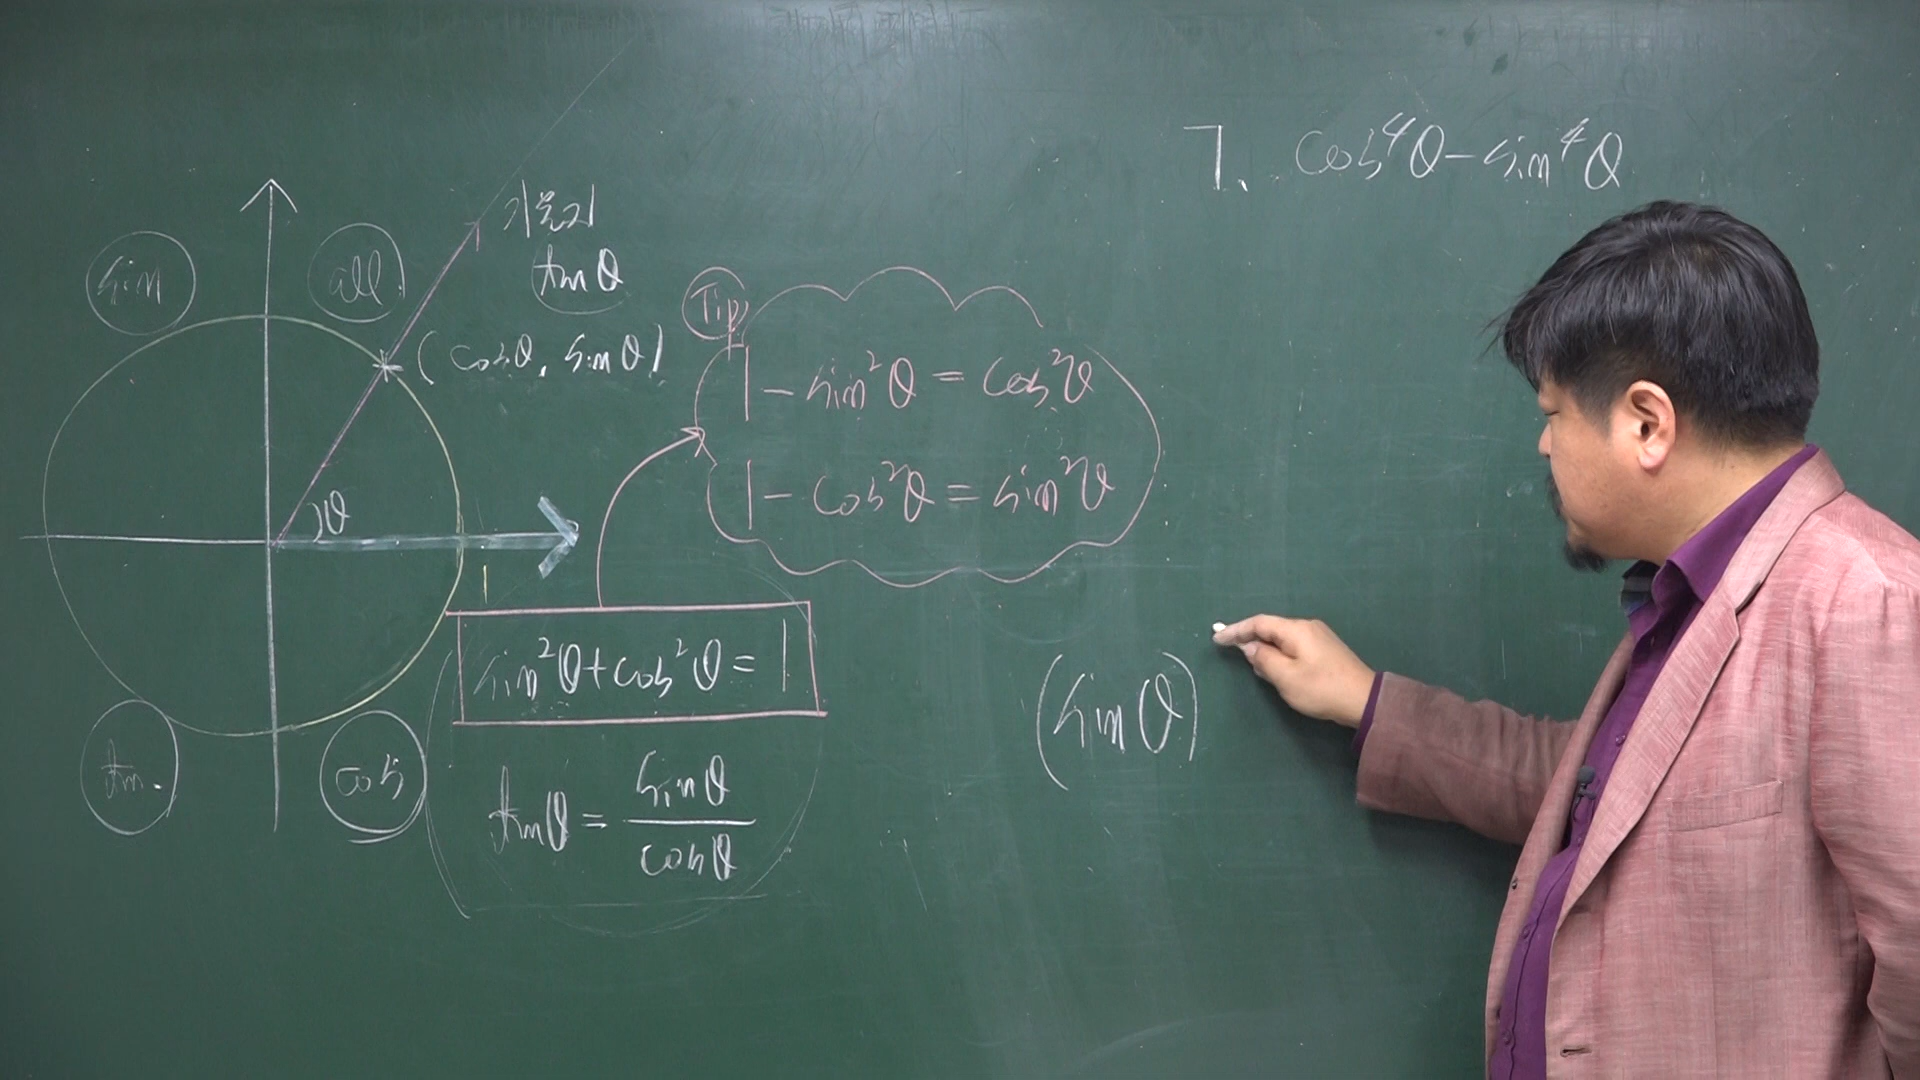 7. cos⁴θ-sin⁴θ
sin
all
기울기
tanθ
(cosθ, sinθ)
θ
1
tan.
cos
Tip
1-sin²θ=cos²θ
1-cos²θ=sin²θ
sin²θ+cos²θ=1
tanθ=sinθ/cosθ
(sinθ)